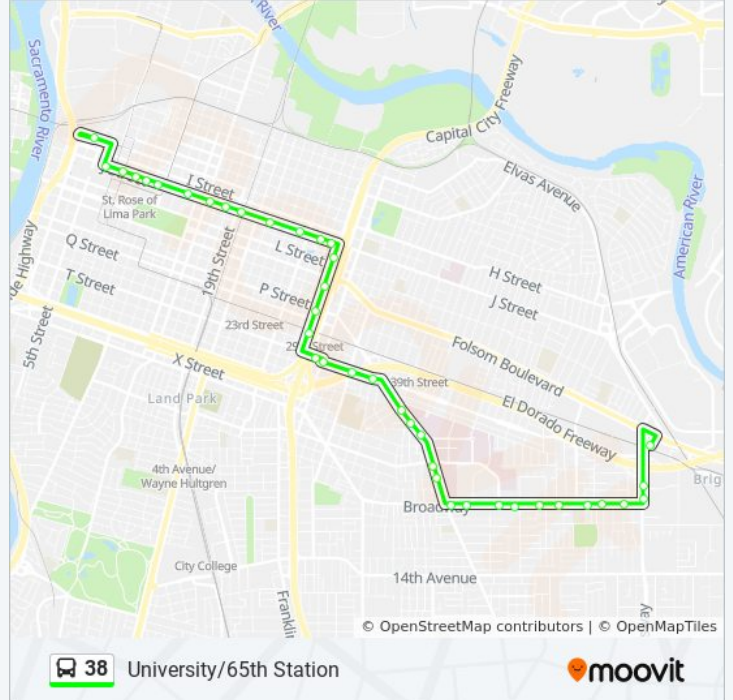 River
Sacramento River
Capital City Freeway
Elvas Avenue
American River
I Street
St. Rose of
Lima Park
Q Street
L Street
19th Street
T Street
H Street
J Street
P Street
de Highway
5th Street
23rd Street
Street
X Street
39th Street
Folsom Boulevard
El Dorado Freeway
Land Park
4th Avenue/
Wayne Hultgren
Brig
Broadway
City College
14th Avenue
Franklin
© OpenStreetMap contributors | © OpenMapTiles
38 University/65th Station
moovit